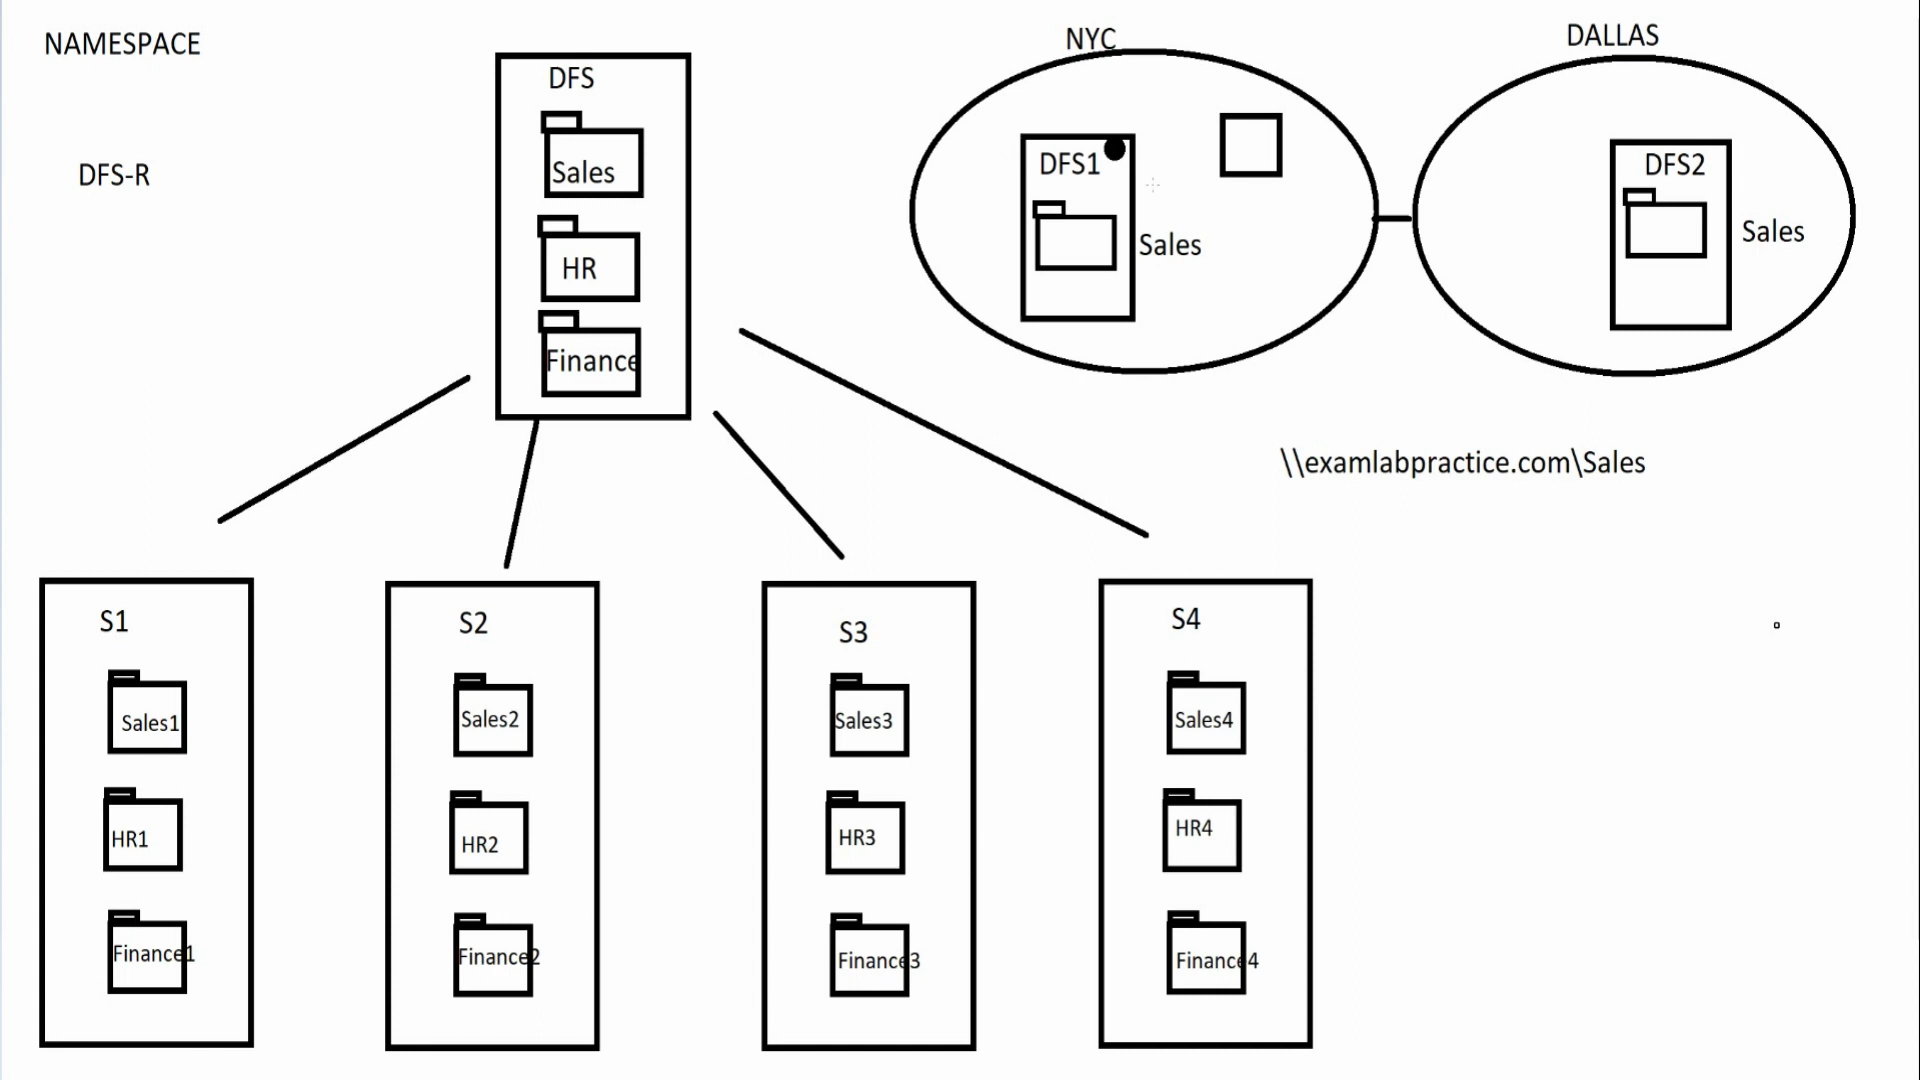 NAMESPACE
DFS-R
DFS
Sales
HR
Finance
NYC
DFS1
Sales
DALLAS
DFS2
Sales
\\examlabpractice.com\Sales
S1
Sales1
HR1
Finance1
S2
Sales2
HR2
Finance2
S3
Sales3
HR3
Finance3
S4
Sales4
HR4
Finance4